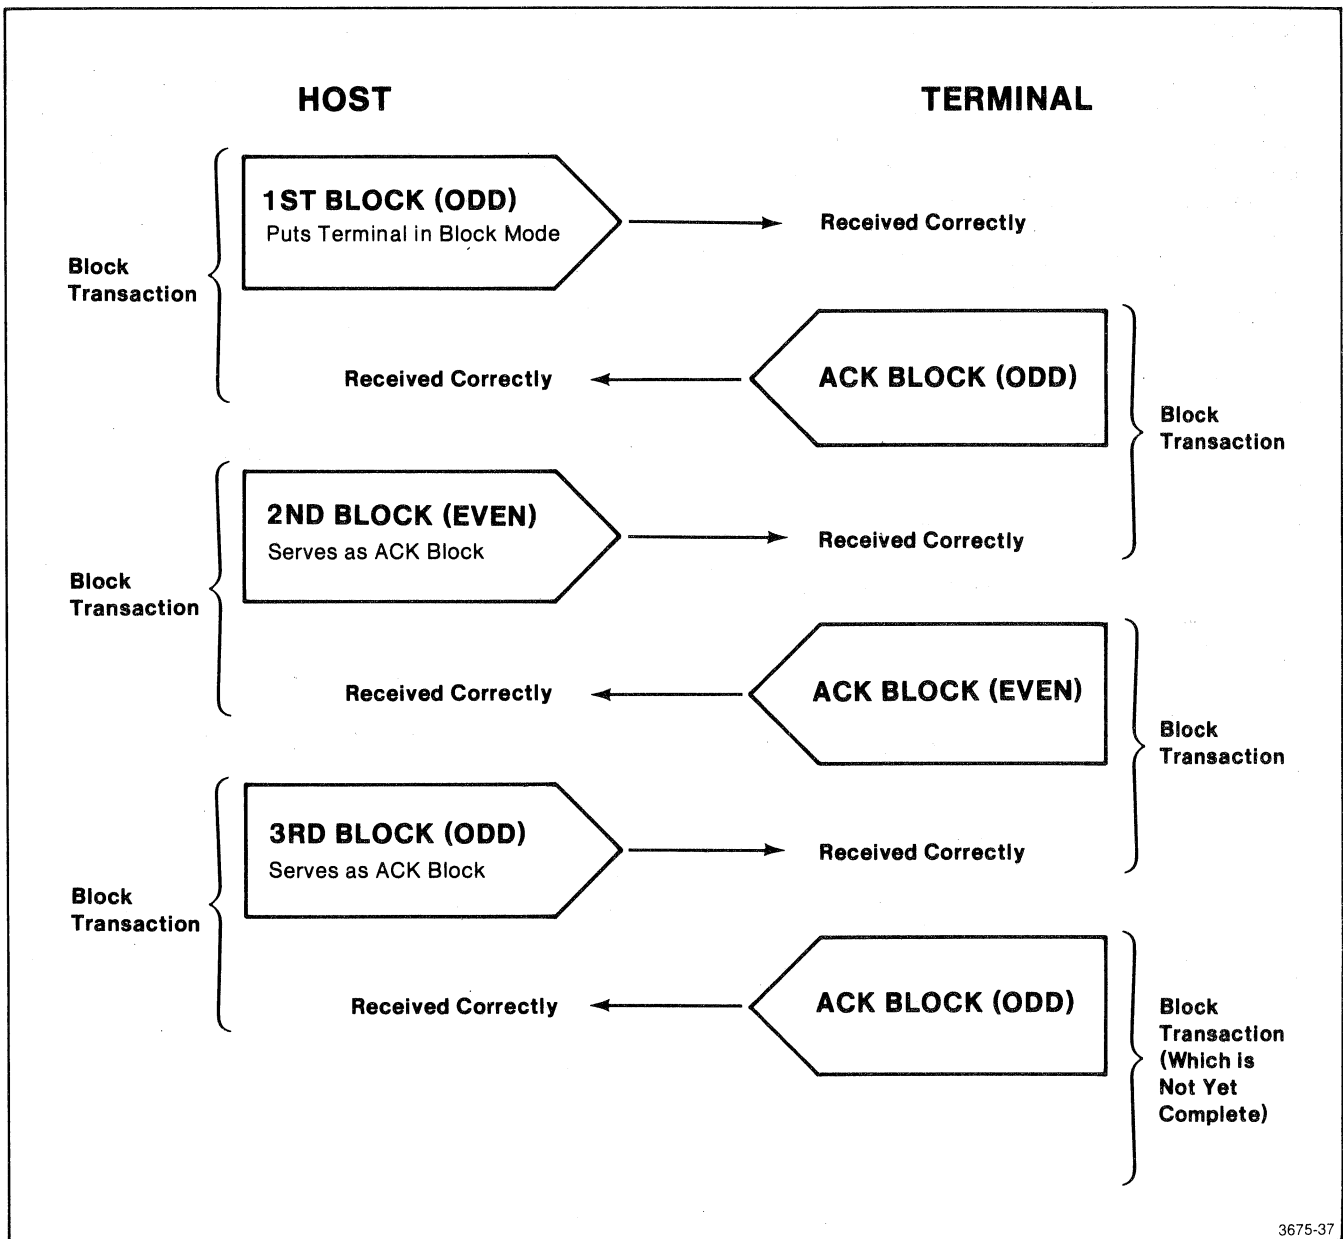 HOST
TERMINAL
1ST BLOCK (ODD)
Puts Terminal in Block Mode
Received Correctly
Block
Transaction
Received Correctly
ACK BLOCK (ODD)
Block
Transaction
2ND BLOCK (EVEN)
Serves as ACK Block
Received Correctly
Block
Transaction
Received Correctly
ACK BLOCK (EVEN)
Block
Transaction
3RD BLOCK (ODD)
Serves as ACK Block
Received Correctly
Block
Transaction
Received Correctly
ACK BLOCK (ODD)
Block
Transaction
(Which is
Not Yet
Complete)
3675-37